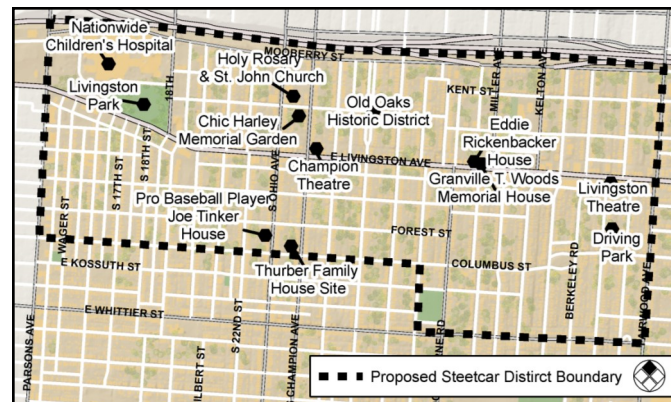 Nationwide
Children's Hospital
MOOBERRY ST
Holy Rosary
& St. John Church
MILLER AVE
KELTON AVE
KENT ST
18TH
Livingston
Park
Old Oaks
Historic District
Chic Harley
Memorial Garden
Eddie
Rickenbacker
House
S 17TH ST
S 18TH ST
S OHIO AVE
E LIVINGSTON AVE
Champion
Theatre
Granville T. Woods
Memorial House
Livingston
Theatre
Pro Baseball Player
Joe Tinker
House
WAGER ST
FOREST ST
Driving
Park
E KOSSUTH ST
Thurber Family
House Site
COLUMBUS ST
BERKELEY RD
E WHITTIER ST
S 22ND ST
PARSONS AVE
CHAMPION AVE
Proposed Steetcar Distirct Boundary